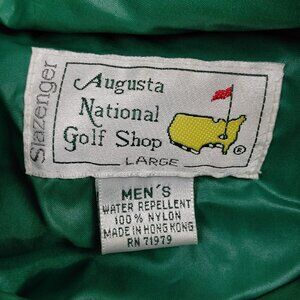 Slazenger
Augusta
National
Golf Shop
LARGE
®
MEN'S
WATER REPELLENT
100% NYLON
MADE IN HONG KONG
RN 71979